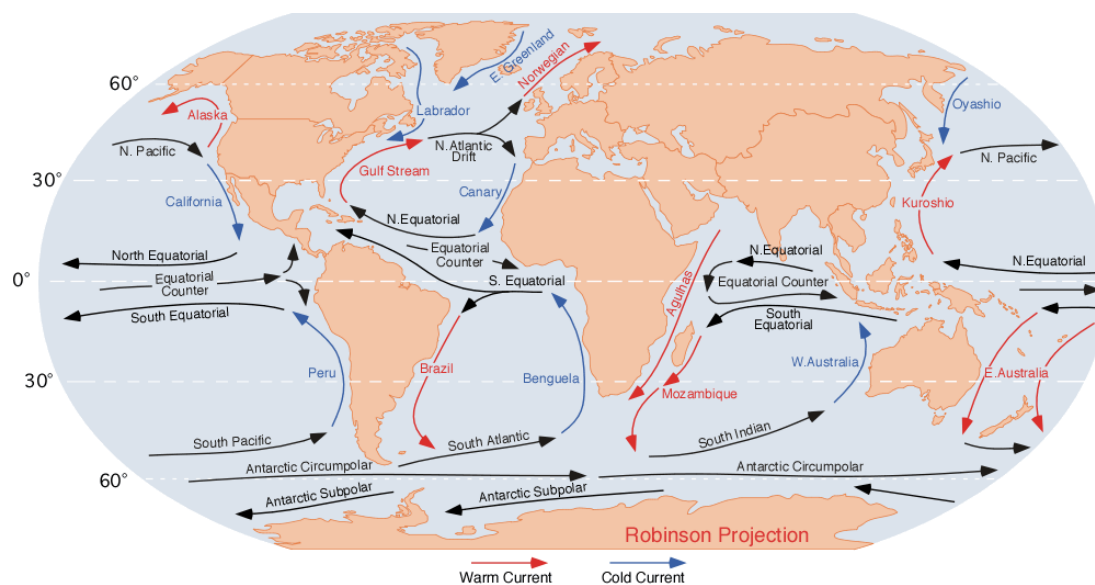 60°
30°
0°
30°
60°
Alaska
N. Pacific
California
North Equatorial
Equatorial
Counter
South Equatorial
Peru
South Pacific
Antarctic Circumpolar
Antarctic Subpolar
Labrador
E. Greenland
Norwegian
N. Atlantic
Drift
Gulf Stream
Canary
N.Equatorial
Equatorial
Counter
S. Equatorial
Brazil
Benguela
South Atlantic
Antarctic Subpolar
Agulhas
Mozambique
N.Equatorial
Equatorial Counter
South
Equatorial
W.Australia
South Indian
Antarctic Circumpolar
Oyashio
N. Pacific
Kuroshio
N.Equatorial
E.Australia
Robinson Projection
Warm Current
Cold Current